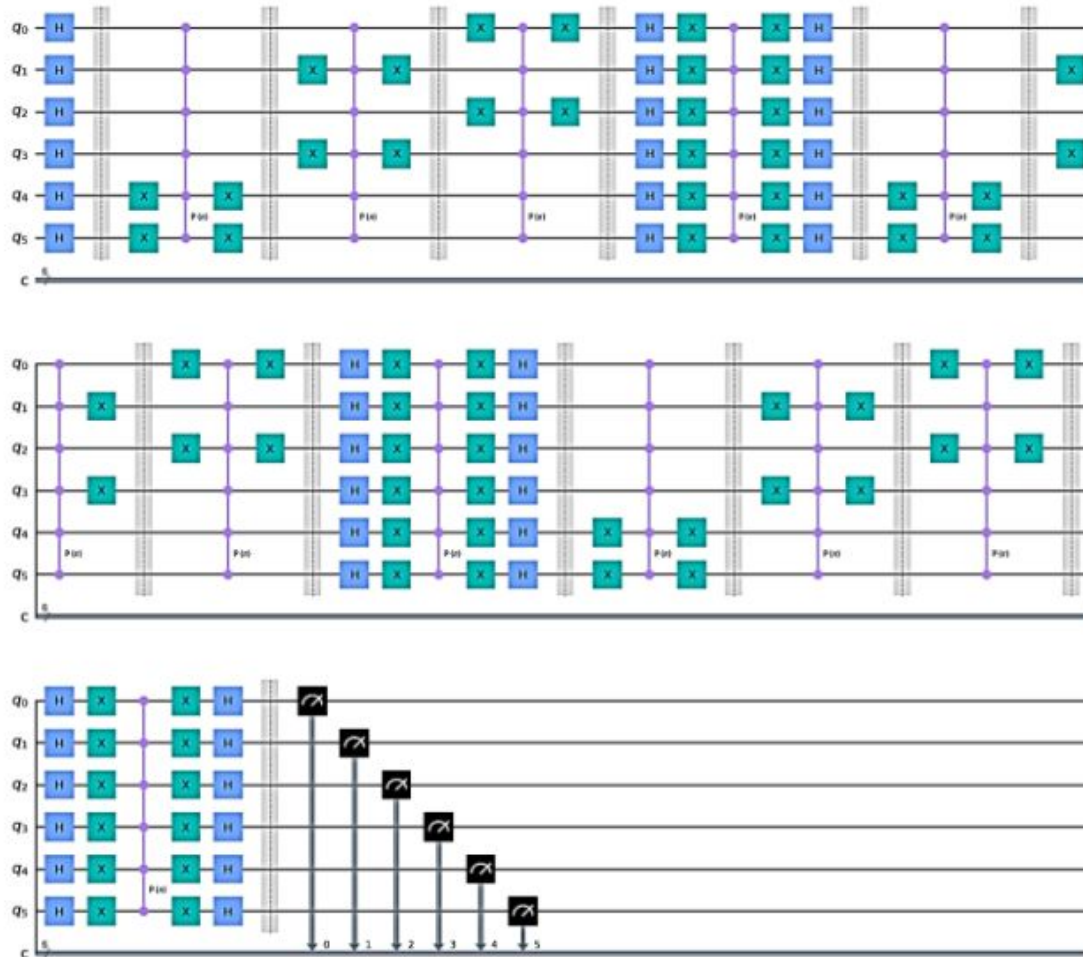 q0 H X X H X X H
q1 H X X H X X H X
q2 H X X H X X H
q3 H X X H X X H X
q4 H X X H X X H X X
P (π) P (π) P (π) P (π) P (π)
q5 H X X H X X H X X
6
C
q0 X X H X X H X X
q1 X H X X H X X
q2 X X H X X H X X
q3 X H X X H X X
q4 H X X H X X
P (π) P (π) P (π) P (π) P (π) P (π)
q5 H X X H X X
6
C
q0 H X X H
q1 H X X H
q2 H X X H
q3 H X X H
q4 H X X H
P (π)
q5 H X X H
6 0 1 2 3 4 5
C